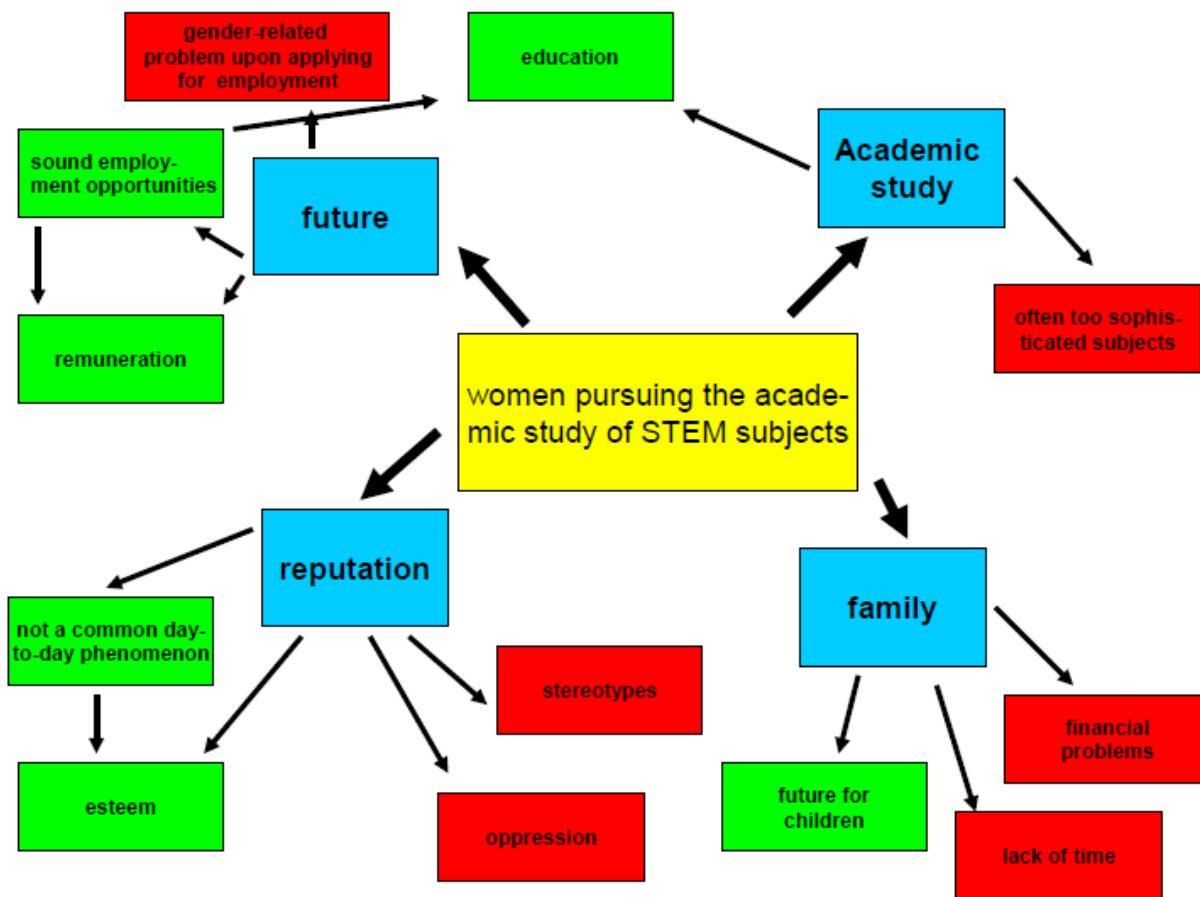 gender-related
problem upon applying
for employment
education
sound employ-
ment opportunities
future
Academic
study
remuneration
often too sophis-
ticated subjects
women pursuing the acade-
mic study of STEM subjects
reputation
family
not a common day-
to-day phenomenon
stereotypes
financial
problems
esteem
oppression
future for
children
lack of time